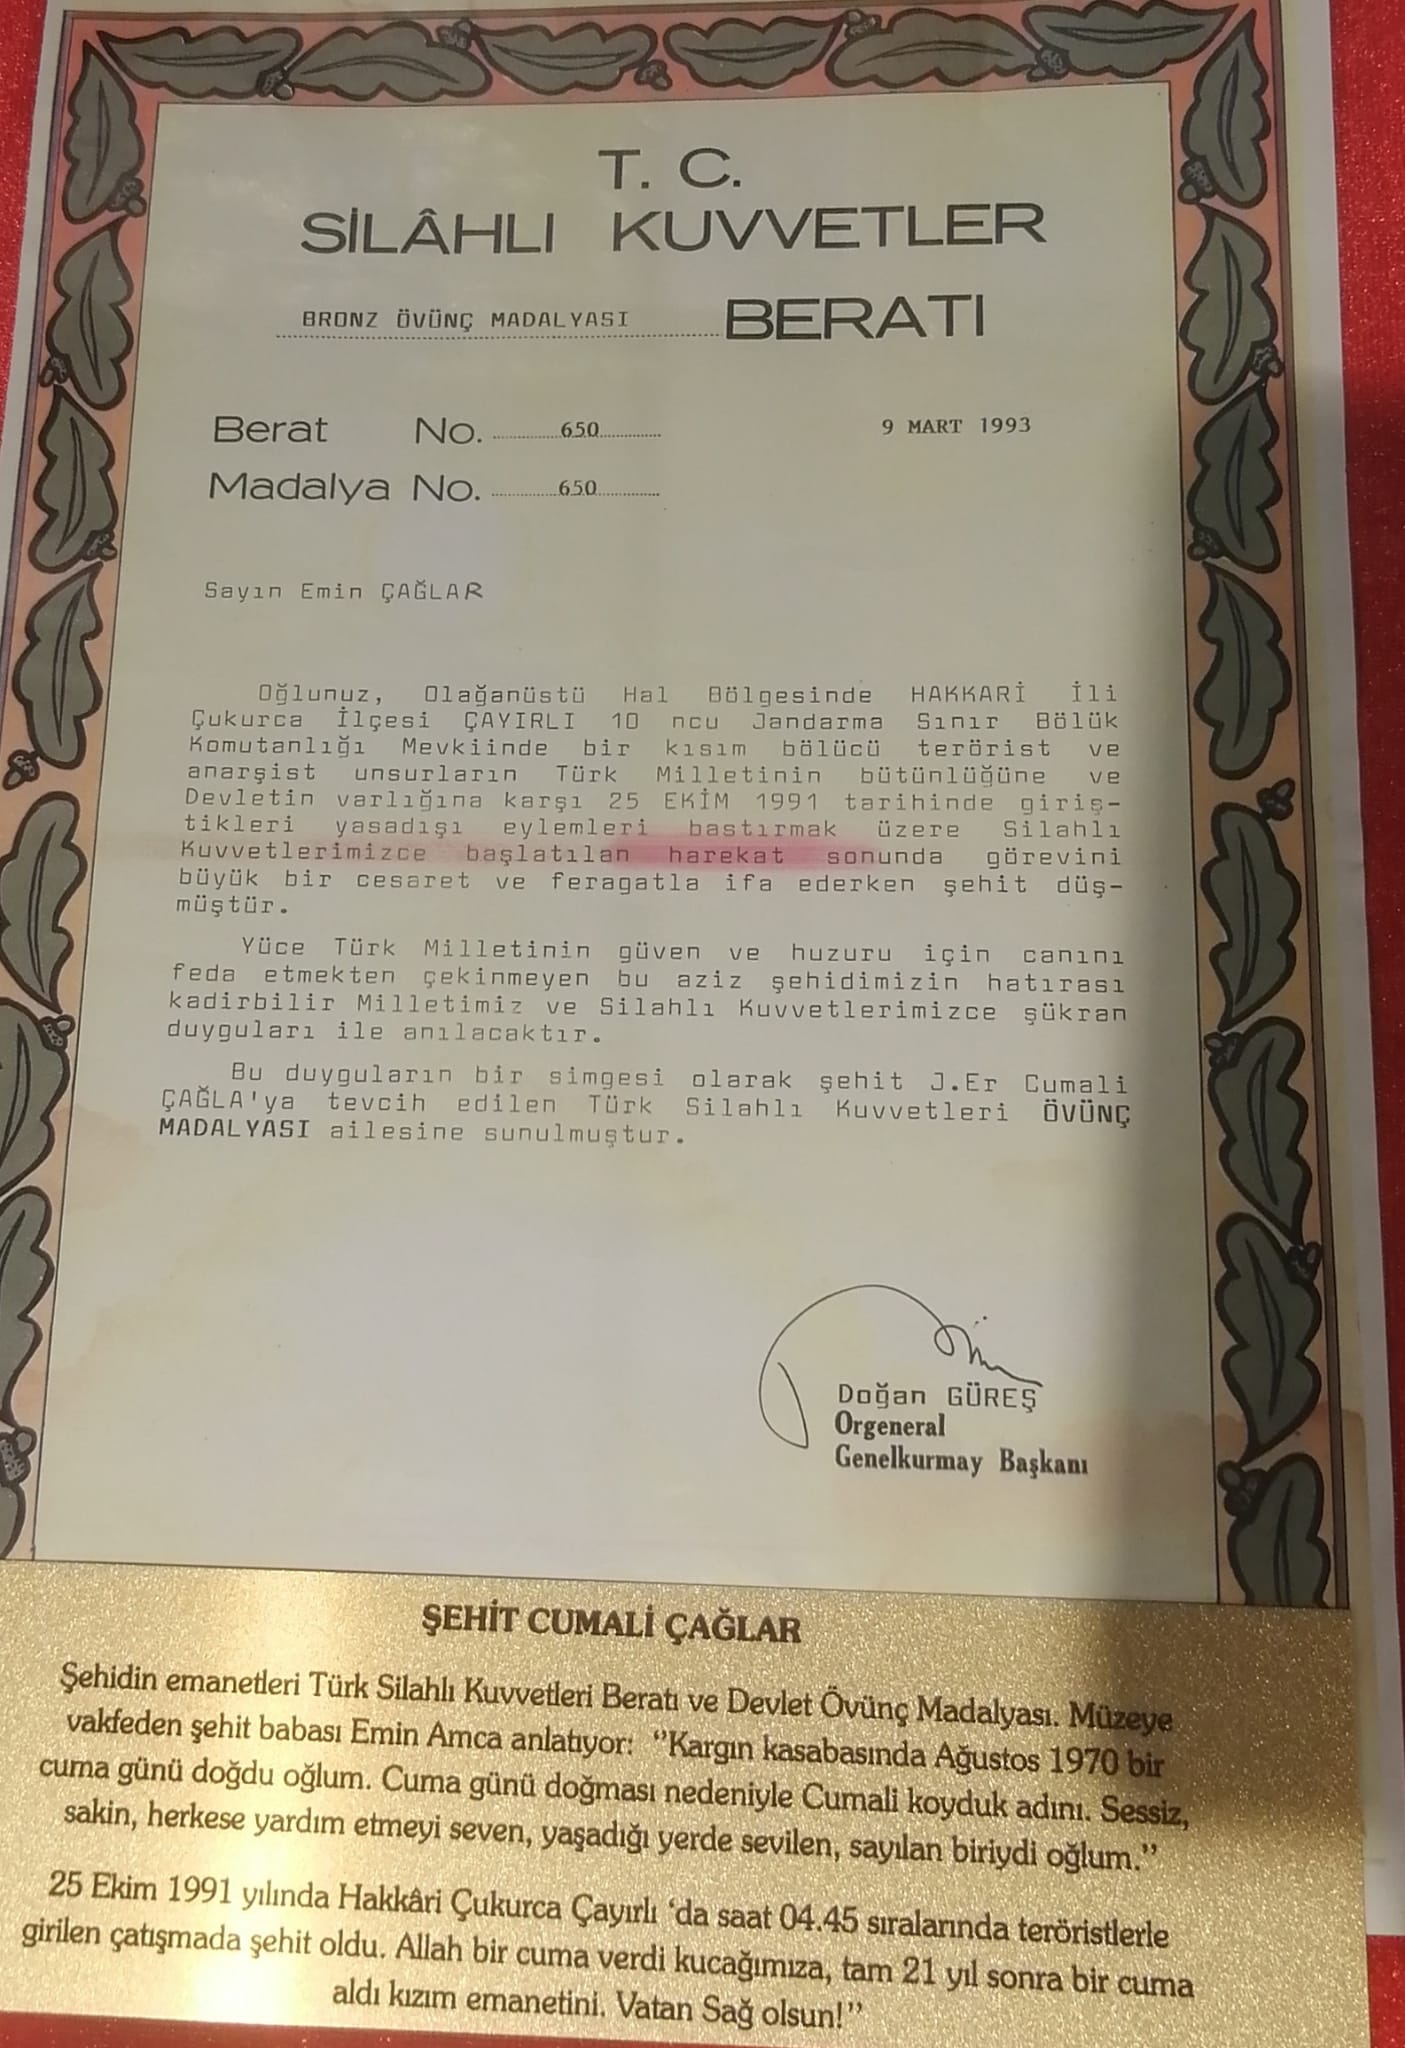 T. C.
SİLÂHLI KUVVETLER
BRONZ ÖVÜNÇ MADALYASI BERATI
Berat No. 650 9 MART 1993
Madalya No. 650
Sayın Emin ÇAĞLAR
Oğlunuz, Olağanüstü Hal Bölgesinde HAKKARİ İli
Çukurca İlçesi ÇAYIRLI 10 ncu Jandarma Sınır Bölük
Komutanlığı Mevkiinde bir kısım bölücü terörist ve
anarşist unsurların Türk Milletinin bütünlüğüne ve
Devletin varlığına karşı 25 EKİM 1991 tarihinde giriş-
tikleri yasadışı eylemleri bastırmak üzere Silahlı
Kuvvetlerimizce başlatılan harekat sonunda görevini
büyük bir cesaret ve feragatla ifa ederken şehit düş-
müştür.
Yüce Türk Milletinin güven ve huzuru için canını
feda etmekten çekinmeyen bu aziz şehidimizin hatırası
kadirbilir Milletimiz ve Silahlı Kuvvetlerimizce şükran
duyguları ile anılacaktır.
Bu duyguların bir simgesi olarak şehit J.Er Cumali
ÇAĞLA'ya tevcih edilen Türk Silahlı Kuvvetleri ÖVÜNÇ
MADALYASI ailesine sunulmuştur.
Doğan GÜREŞ
Orgeneral
Genelkurmay Başkanı
ŞEHİT CUMALİ ÇAĞLAR
Şehidin emanetleri Türk Silahlı Kuvvetleri Beratı ve Devlet Övünç Madalyası. Müzeye
vakfeden şehit babası Emin Amca anlatıyor: "Kargın kasabasında Ağustos 1970 bir
cuma günü doğdu oğlum. Cuma günü doğması nedeniyle Cumali koyduk adını. Sessiz,
sakin, herkese yardım etmeyi seven, yaşadığı yerde sevilen, sayılan biriydi oğlum."
25 Ekim 1991 yılında Hakkâri Çukurca Çayırlı 'da saat 04.45 sıralarında teröristlerle
girilen çatışmada şehit oldu. Allah bir cuma verdi kucağımıza, tam 21 yıl sonra bir cuma
aldı kızım emanetini. Vatan Sağ olsun!"